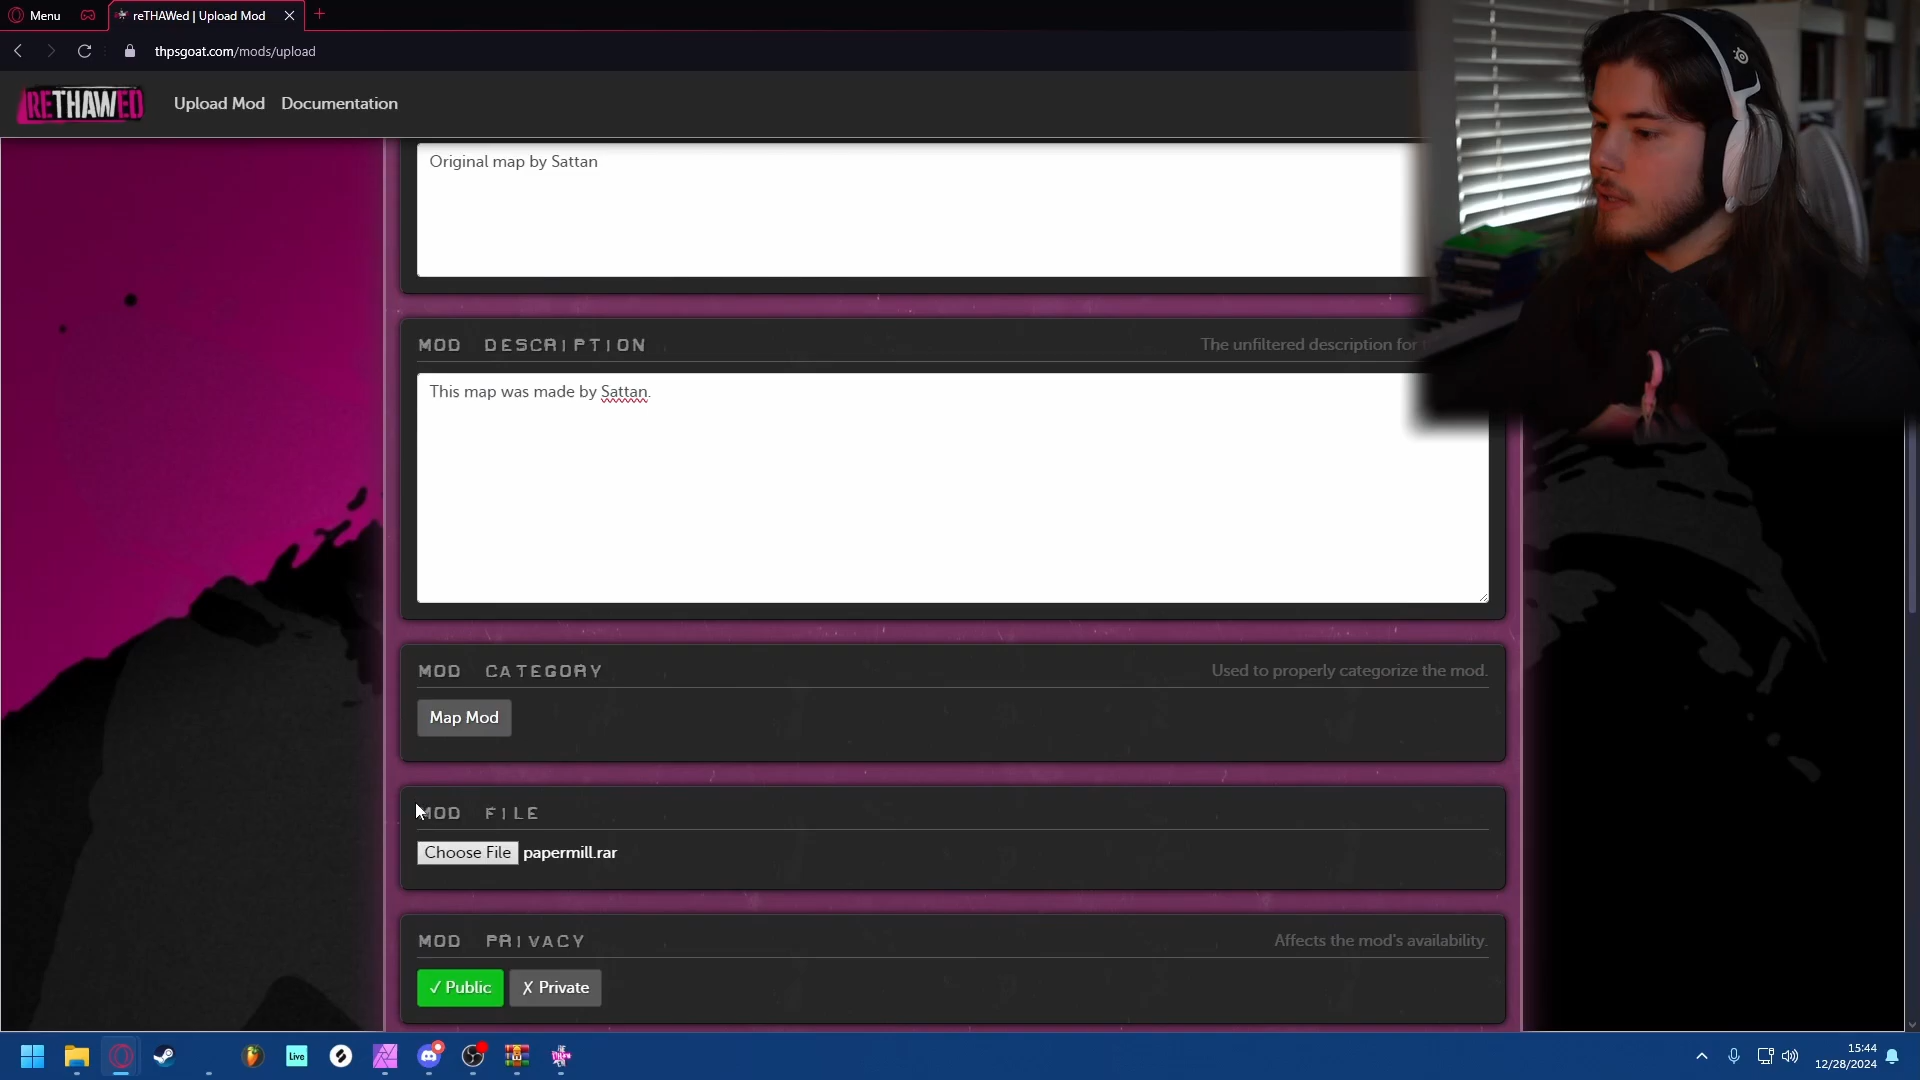 Menu
reTHAWed | Upload Mod
thpsgoat.com/mods/upload
RETHAWED
Upload Mod Documentation
Original map by Sattan
MOD DESCRIPTION
The unfiltered description for
This map was made by Sattan.
MOD CATEGORY
Used to properly categorize the mod.
Map Mod
MOD FILE
Choose File papermill.rar
MOD PRIVACY
Affects the mod's availability.
✓ Public
✗ Private
Live
15:44
12/28/2024